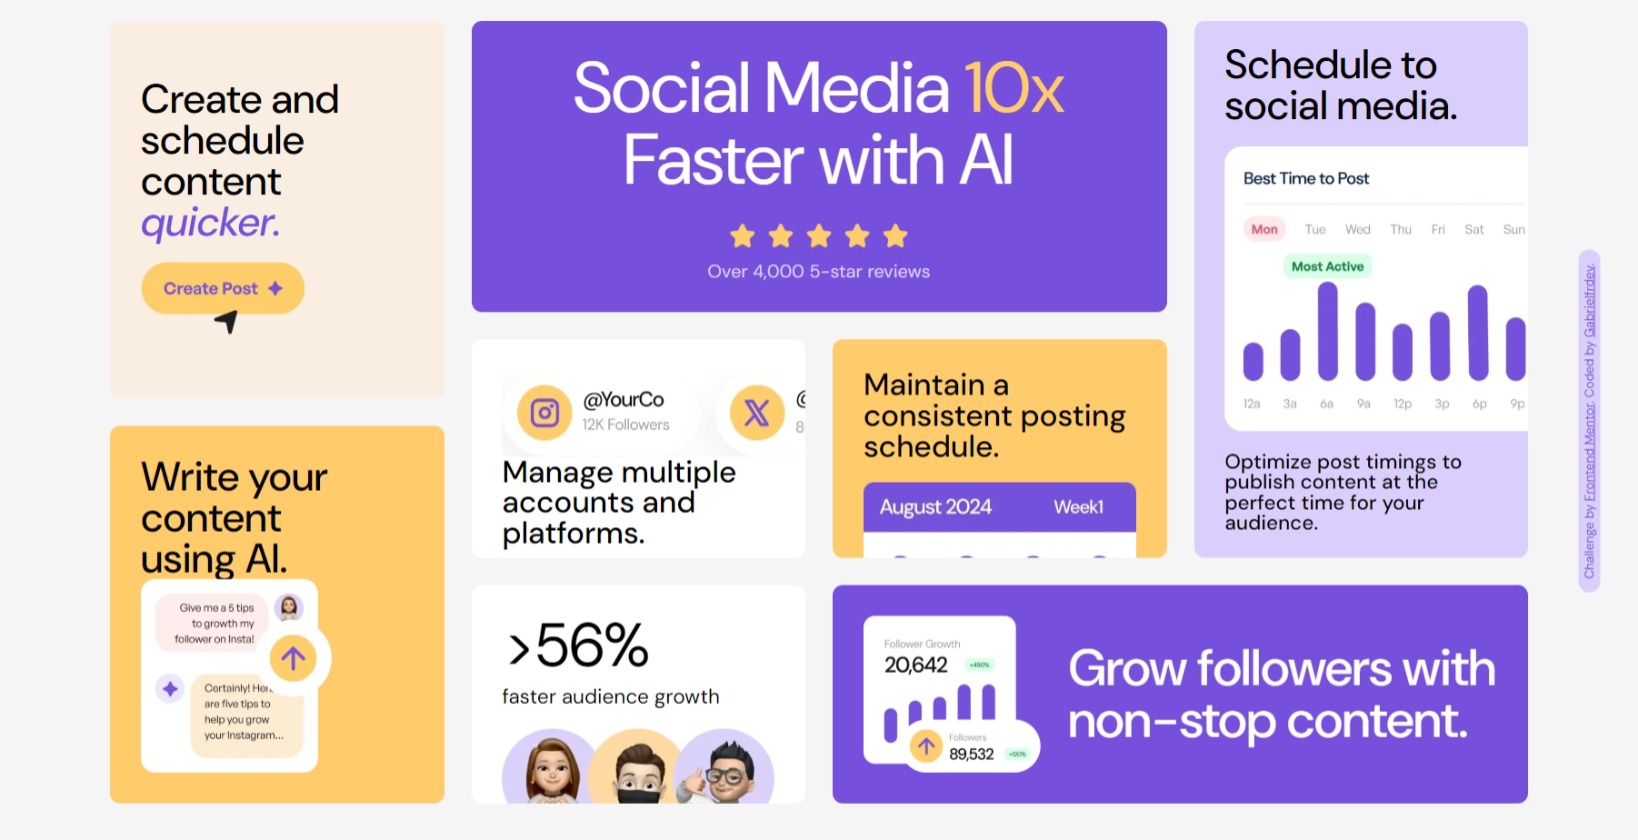 Create and
schedule
content
quicker.
Create Post
Social Media 10x
Faster with AI
Over 4,000 5-star reviews
Schedule to
social media.
Best Time to Post
Mon Tue Wed Thu Fri Sat Sun
Most Active
12a 3a 6a 9a 12p 3p 6p 9p
Optimize post timings to
publish content at the
perfect time for your
audience.
Write your
content
using AI.
Give me a 5 tips
to growth my
follower on Insta!
Certainly!
are five tips to
help you grow
your Instagram...
@YourCo
12K Followers
@
8
Manage multiple
accounts and
platforms.
Maintain a
consistent posting
schedule.
August 2024 Week1
>56%
faster audience growth
Follower Growth
20,642 +490%
Followers
89,532 +90%
Grow followers with
non-stop content.
Challenge by Frontend Mentor. Coded by Gabrielfrdev.